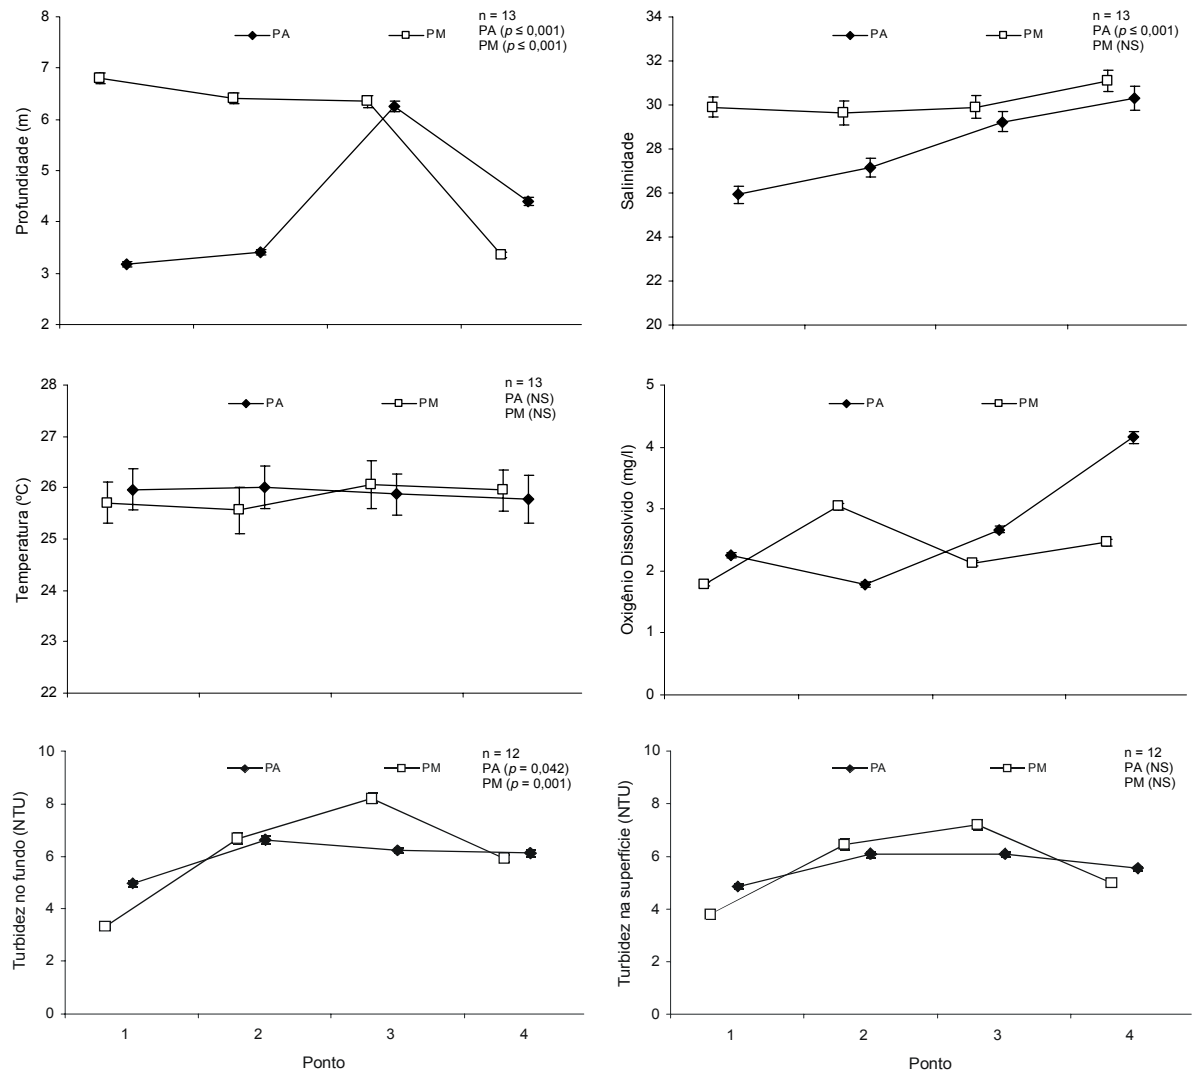 8
7
6
5
4
3
2
Profundidade (m)
PA
PM
n = 13
PA (p ≤ 0,001)
PM (p ≤ 0,001)
34
32
30
28
26
24
22
20
Salinidade
PA
PM
n = 13
PA (p ≤ 0,001)
PM (NS)
28
27
26
25
24
23
22
Temperatura (ºC)
PA
PM
n = 13
PA (NS)
PM (NS)
5
4
3
2
1
0
Oxigênio Dissolvido (mg/l)
PA
PM
10
8
6
4
2
0
Turbidez no fundo (NTU)
PA
PM
n = 12
PA (p = 0,042)
PM (p = 0,001)
1 2 3 4
Ponto
10
8
6
4
2
0
Turbidez na superfície (NTU)
PA
PM
n = 12
PA (NS)
PM (NS)
1 2 3 4
Ponto